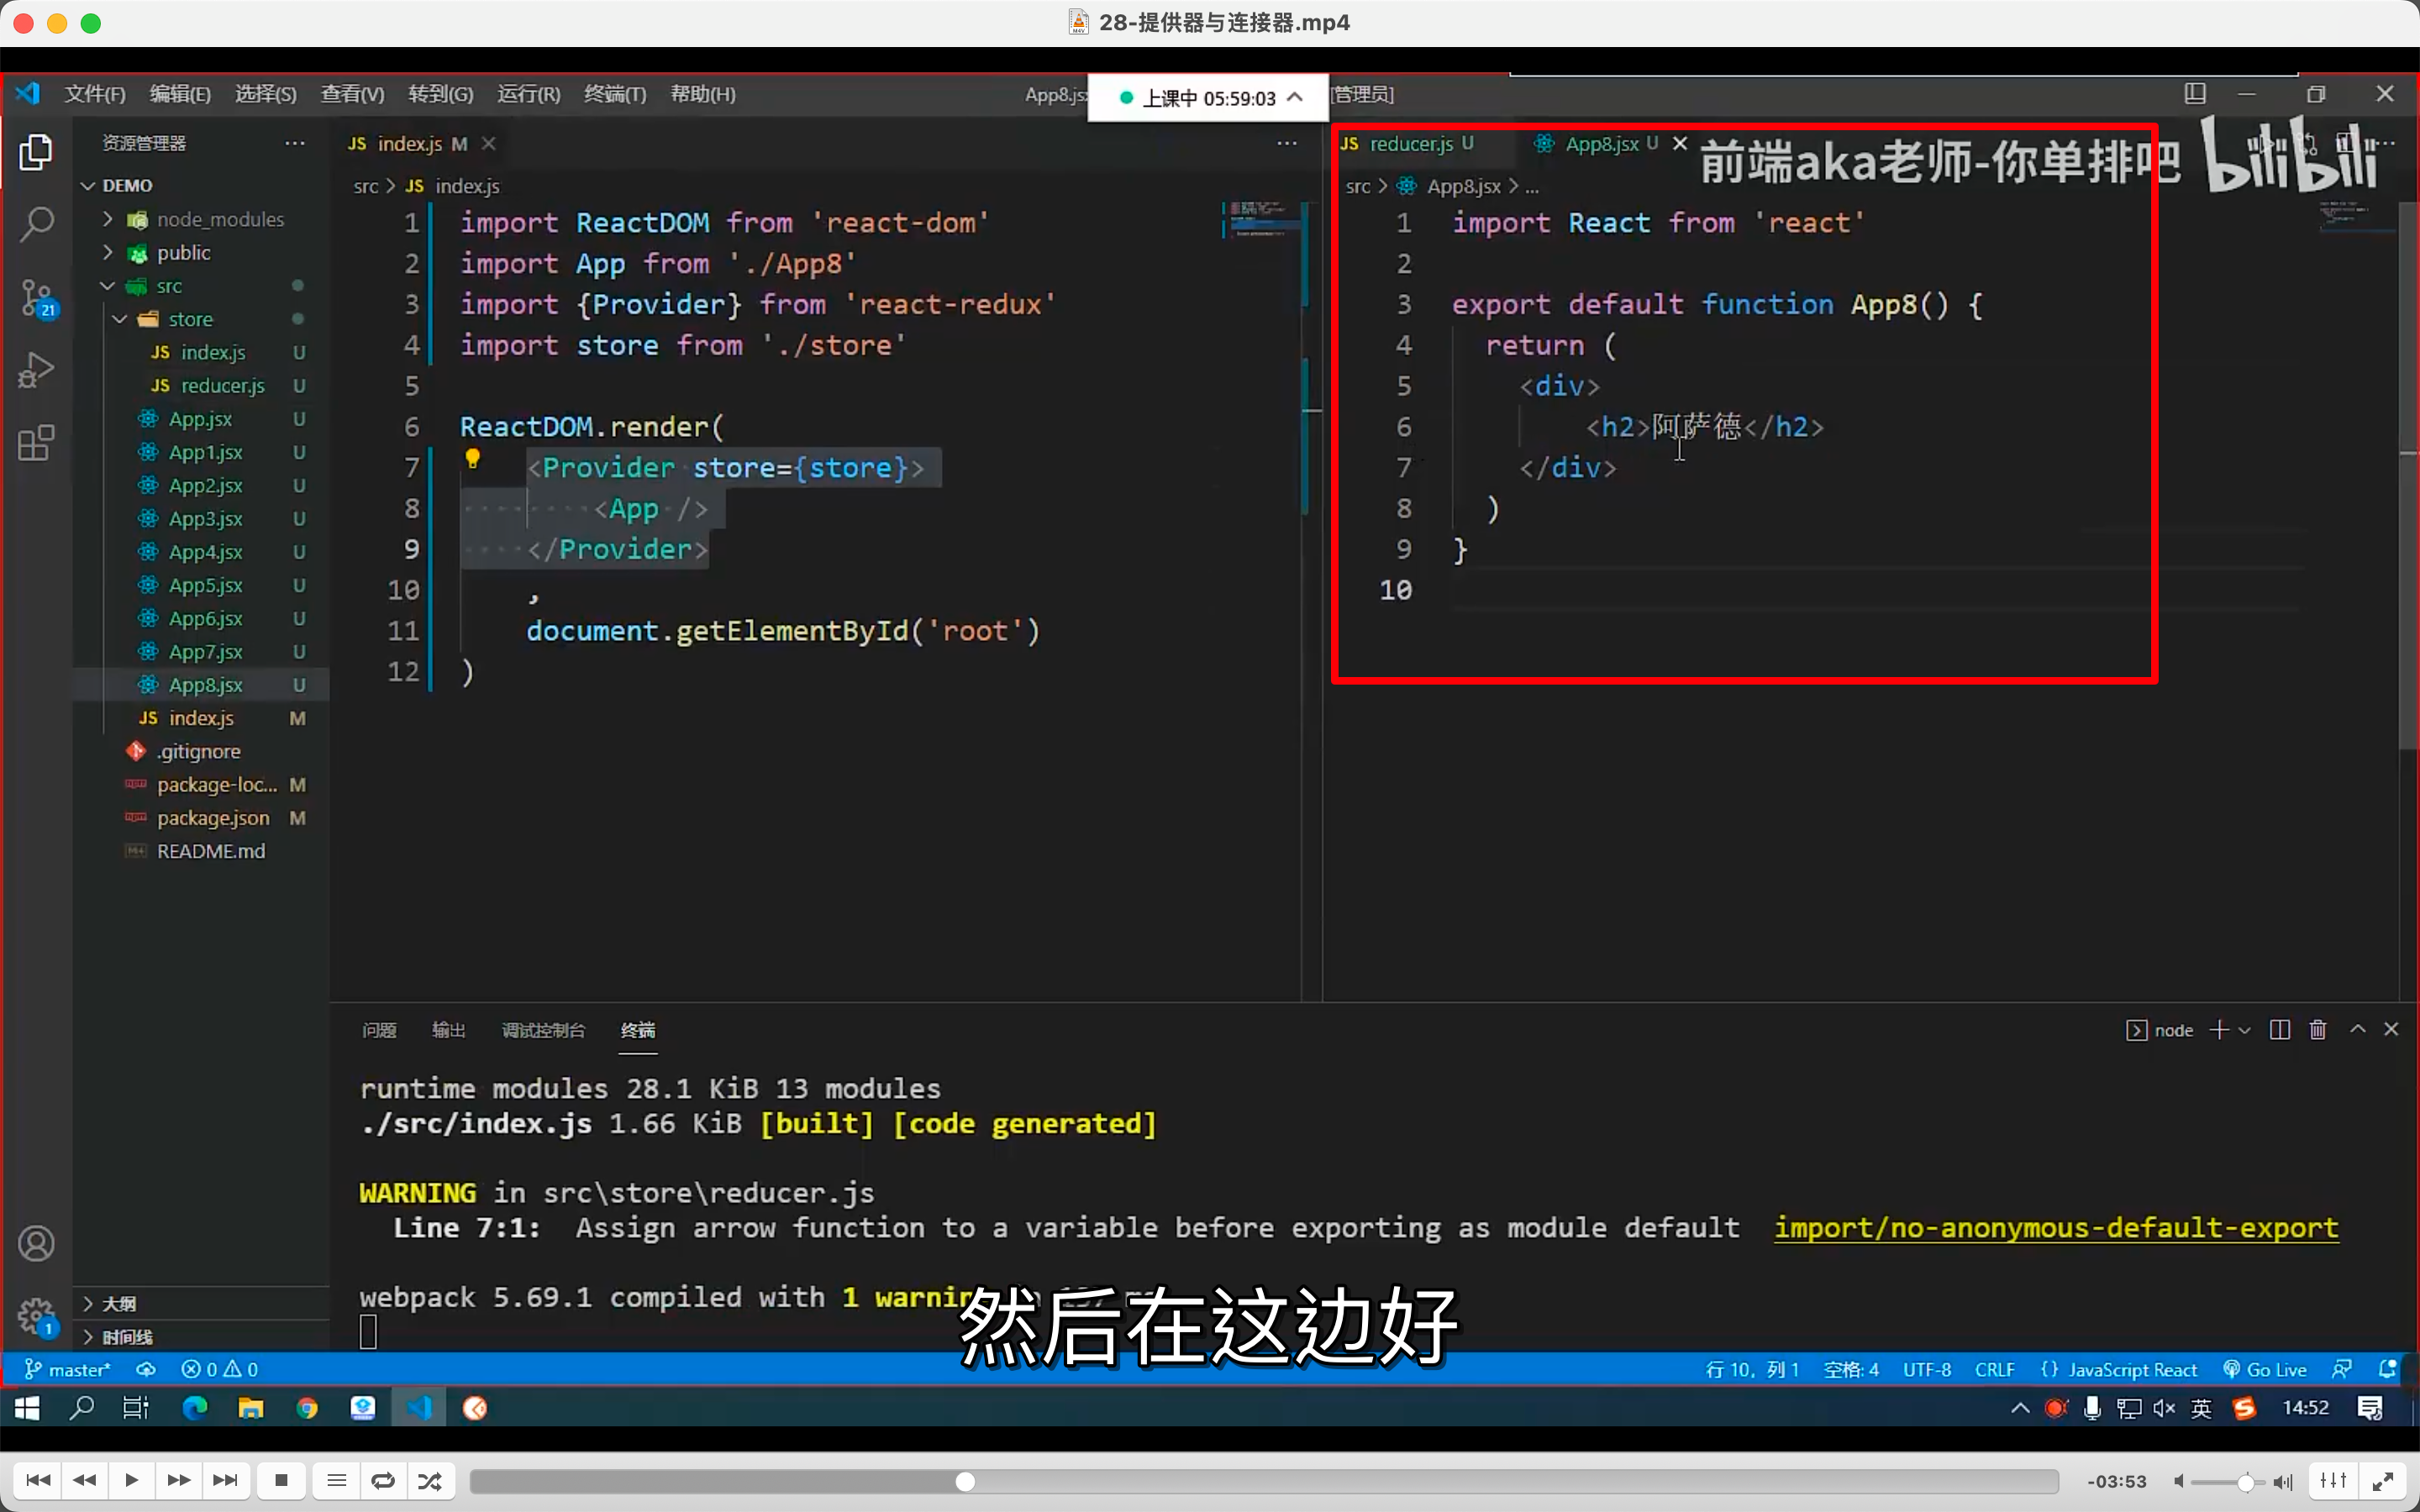 28-提供器与连接器.mp4
文件(F) 编辑(E) 选择(S) 查看(V) 转到(G) 运行(R) 终端(T) 帮助(H)
App8.js
上课中 05:59:03
管理员]
资源管理器
DEMO
node_modules
public
src
store
index.js U
reducer.js U
App.jsx U
App1.jsx U
App2.jsx U
App3.jsx U
App4.jsx U
App5.jsx U
App6.jsx U
App7.jsx U
App8.jsx U
index.js M
.gitignore
package-loc... M
package.json M
README.md
大纲
时间线
21
1
JS index.js M
src > JS index.js
1 import ReactDOM from 'react-dom'
2 import App from './App8'
3 import {Provider} from 'react-redux'
4 import store from './store'
5
6 ReactDOM.render(
7 <Provider store={store}>
8 <App />
9 </Provider>
10 ,
11 document.getElementById('root')
12 )
JS reducer.js U App8.jsx U
前端aka老师-你单排吧 bilibili
src > App8.jsx > ...
1 import React from 'react'
2
3 export default function App8() {
4 return (
5 <div>
6 <h2>阿萨德</h2>
7 </div>
8 )
9 }
10
问题 输出 调试控制台 终端
node
runtime modules 28.1 KiB 13 modules
./src/index.js 1.66 KiB [built] [code generated]
WARNING in src\store\reducer.js
Line 7:1: Assign arrow function to a variable before exporting as module default import/no-anonymous-default-export
webpack 5.69.1 compiled with 1 warnin
然后在这边好
master* 0 0
行 10，列 1 空格: 4 UTF-8 CRLF {} JavaScript React Go Live
英 14:52
-03:53